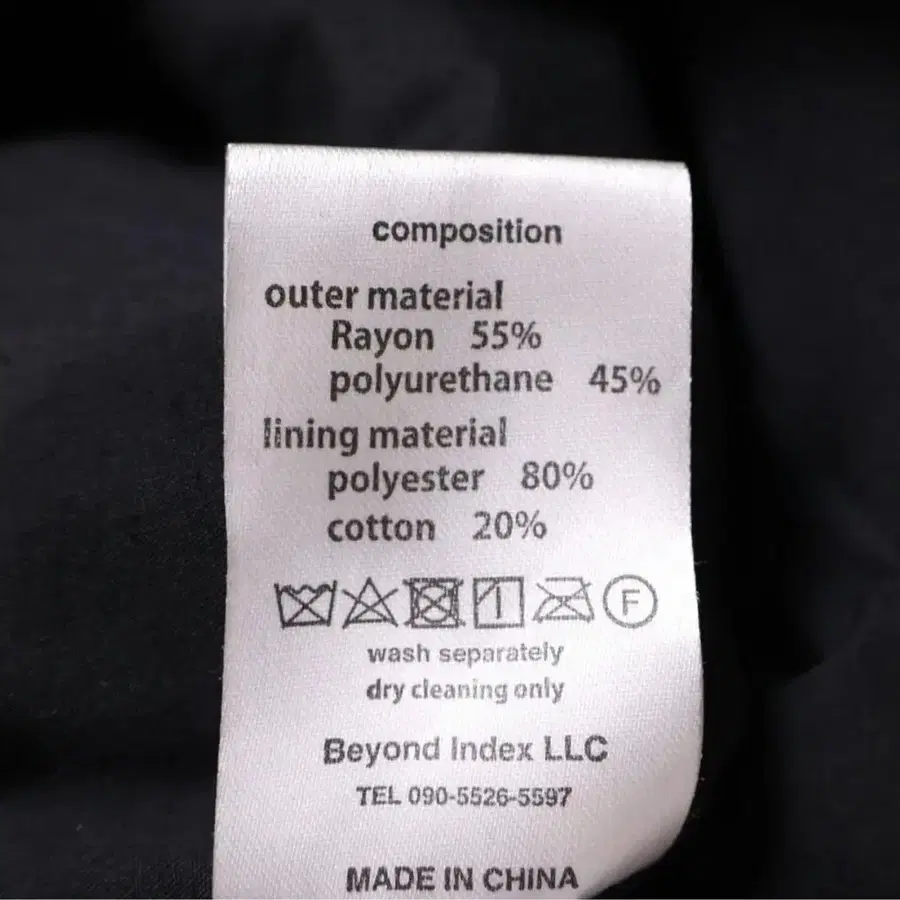 composition
outer material
Rayon 55%
polyurethane 45%
lining material
polyester 80%
cotton 20%
F
wash separately
dry cleaning only
Beyond Index LLC
TEL 090-5526-5597
MADE IN CHINA